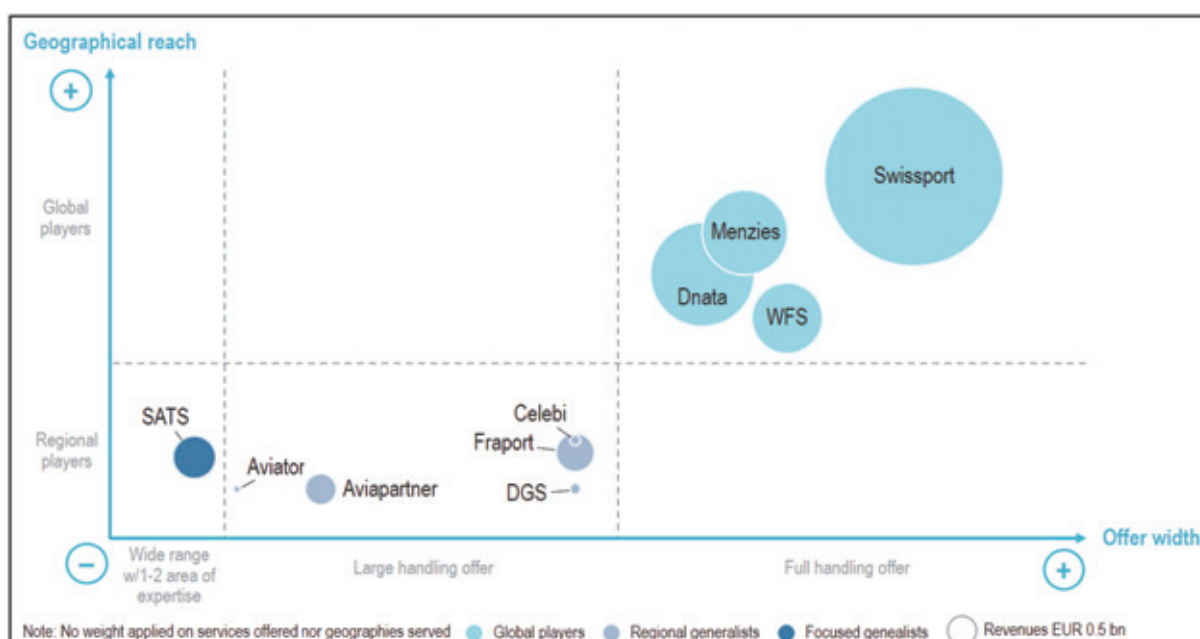 Geographical reach
+
Global
players
Swissport
Menzies
Dnata
WFS
Regional
players
SATS
Aviator
Aviapartner
Celebi
Fraport
DGS
−
Wide range
w/1-2 area of
expertise
Large handling offer
Full handling offer
+
Offer width
Note: No weight applied on services offered nor geographies served
Global players
Regional generalists
Focused genealists
Revenues EUR 0.5 bn